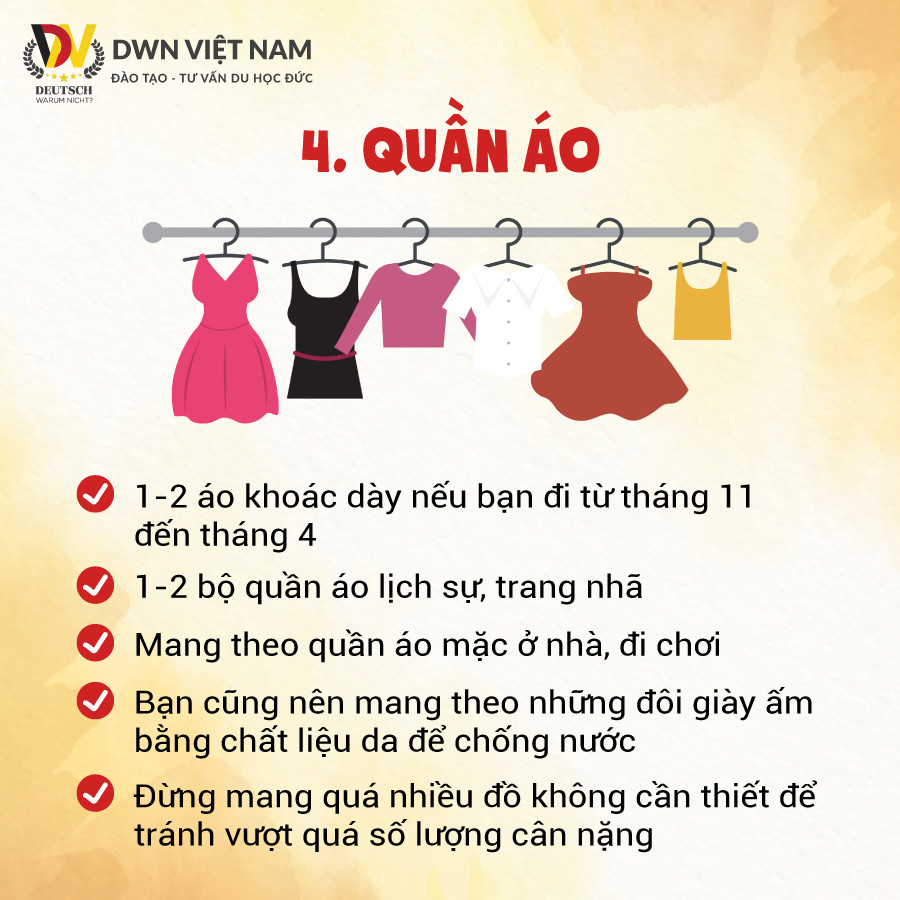 DWN VIỆT NAM
ĐÀO TẠO - TƯ VẤN DU HỌC ĐỨC
DEUTSCH
WARUM NICHT?
4. QUẦN ÁO
1-2 áo khoác dày nếu bạn đi từ tháng 11
đến tháng 4
1-2 bộ quần áo lịch sự, trang nhã
Mang theo quần áo mặc ở nhà, đi chơi
Bạn cũng nên mang theo những đôi giày ấm
bằng chất liệu da để chống nước
Đừng mang quá nhiều đồ không cần thiết để
tránh vượt quá số lượng cân nặng